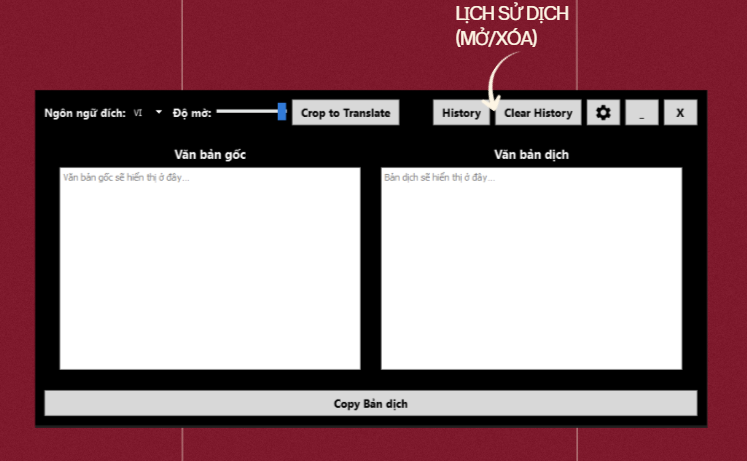 LỊCH SỬ DỊCH
(MỞ/XÓA)
Ngôn ngữ đích: VI Độ mờ: Crop to Translate History Clear History _ X
Văn bản gốc Văn bản dịch
Văn bản gốc sẽ hiển thị ở đây... Bản dịch sẽ hiển thị ở đây...
Copy Bản dịch